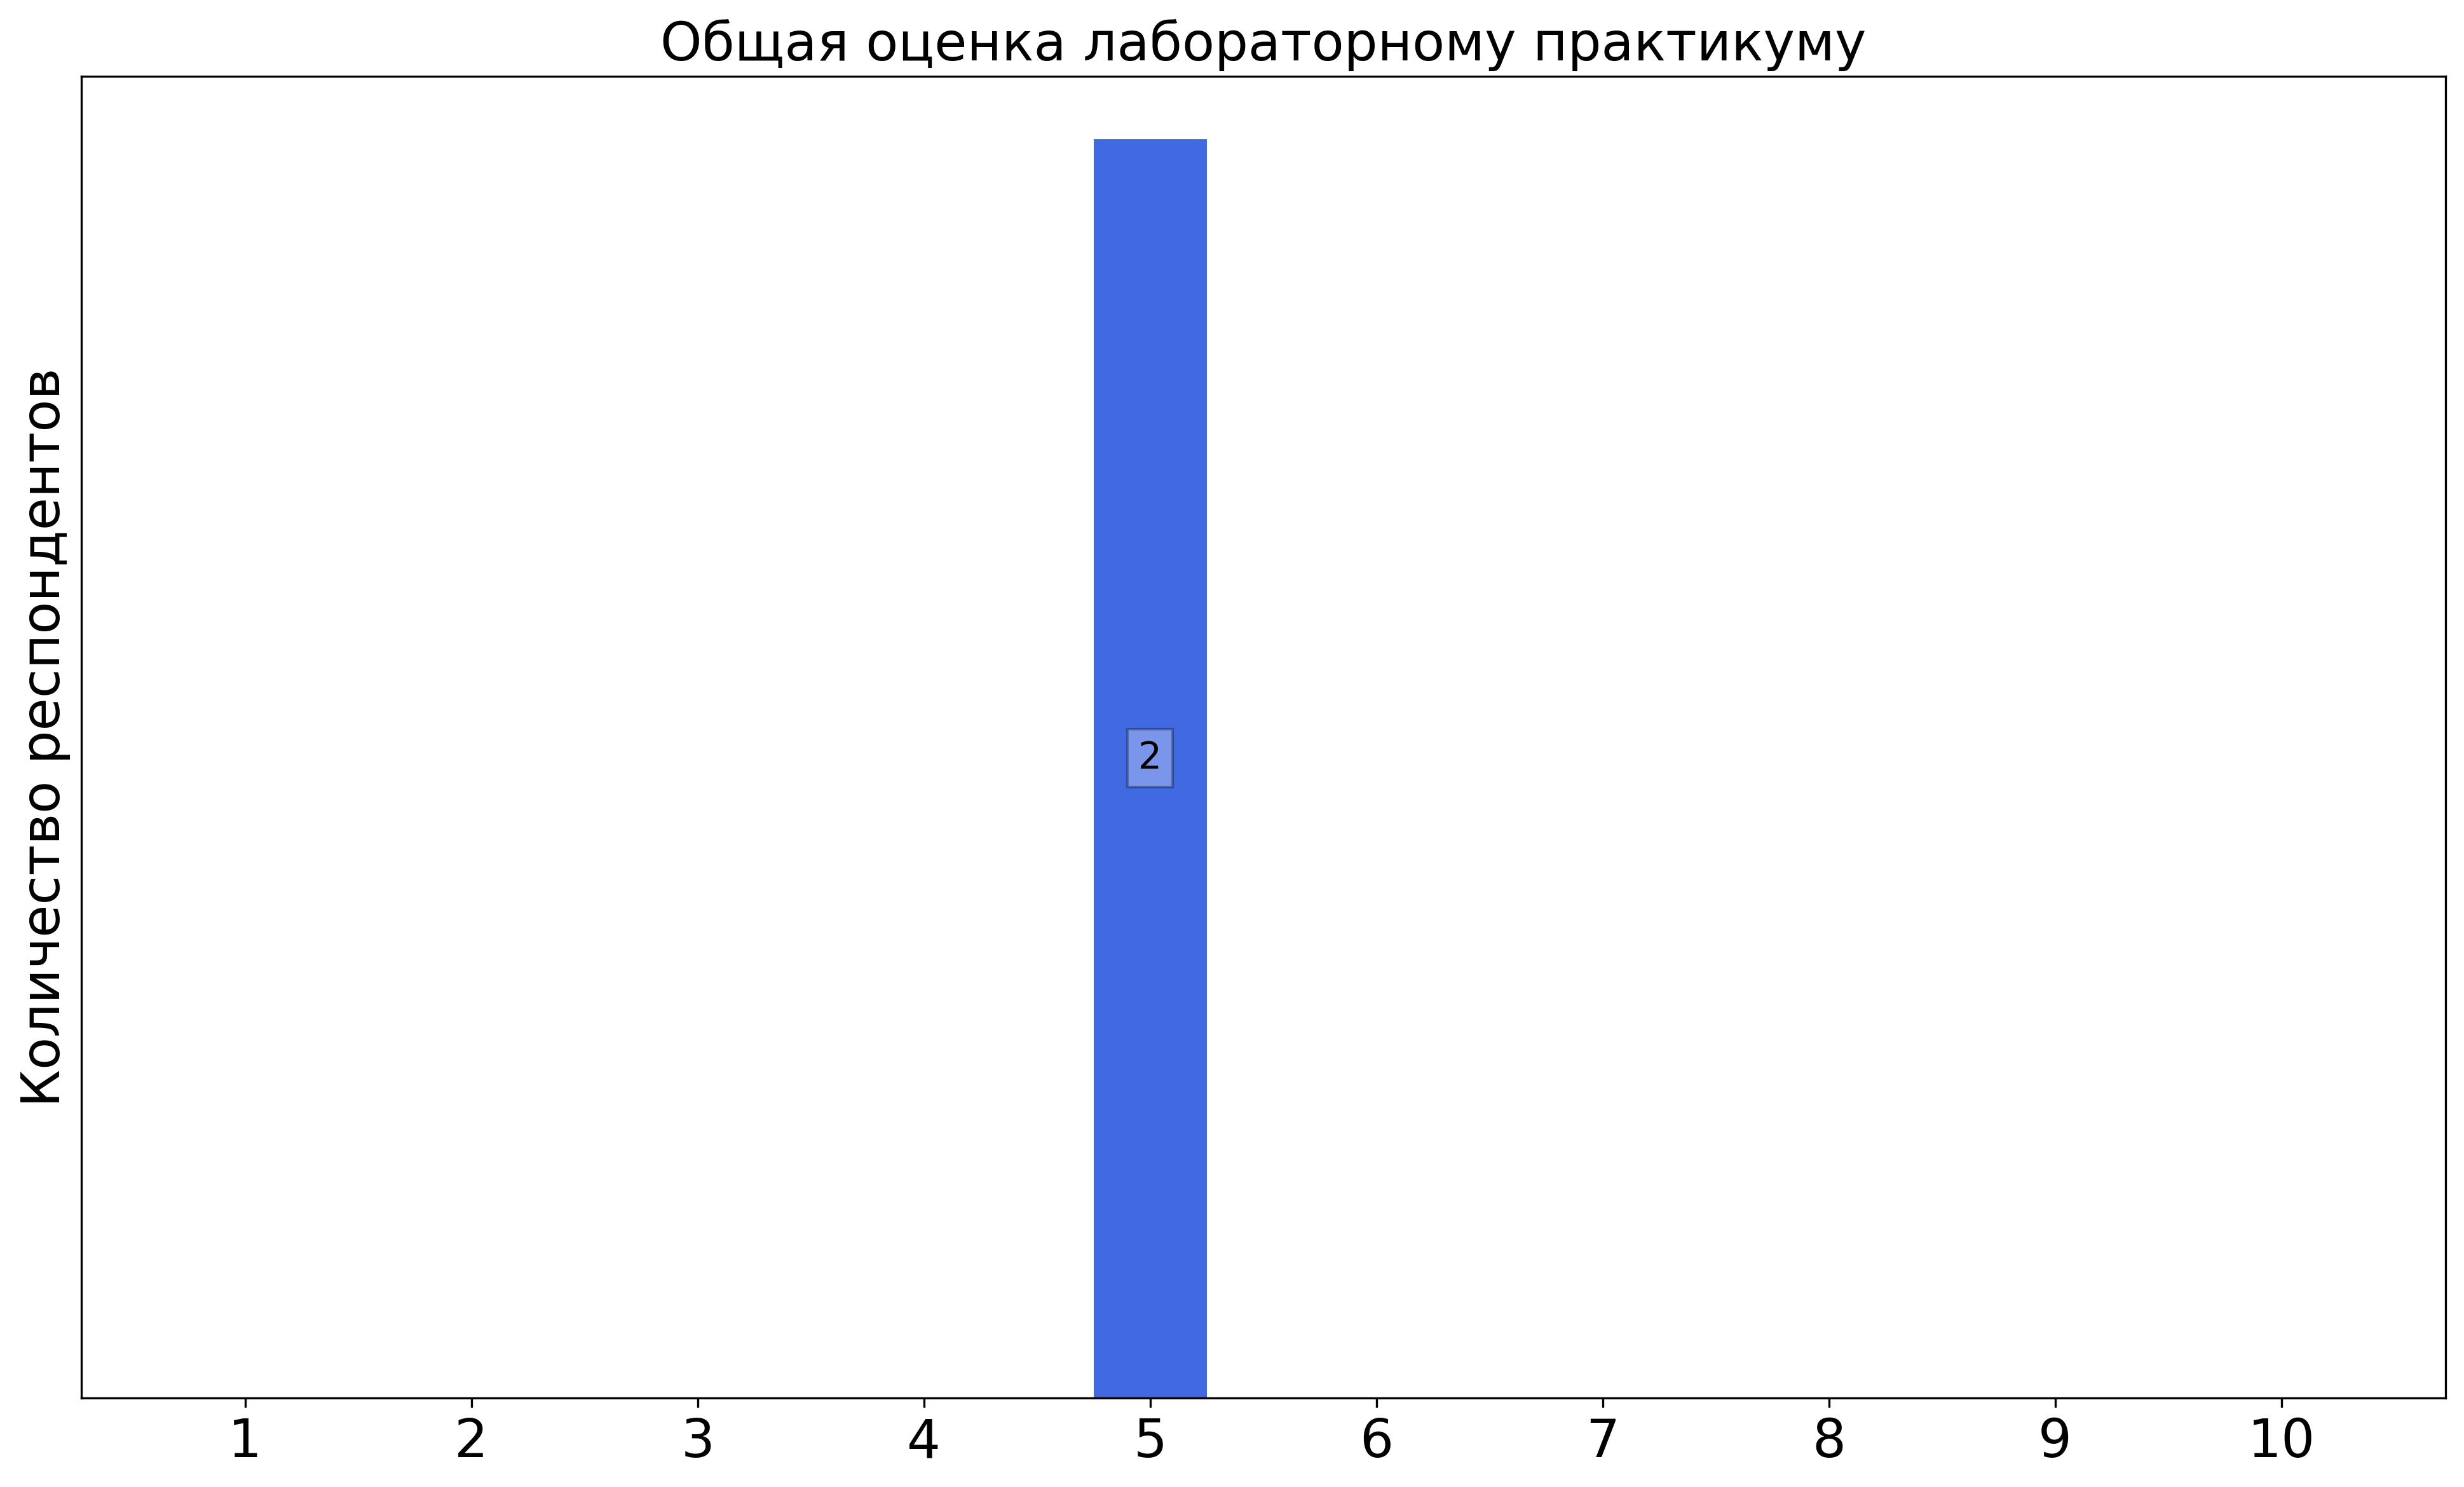 Общая оценка лабораторному практикуму
Количество респондентов
2
1 2 3 4 5 6 7 8 9 10